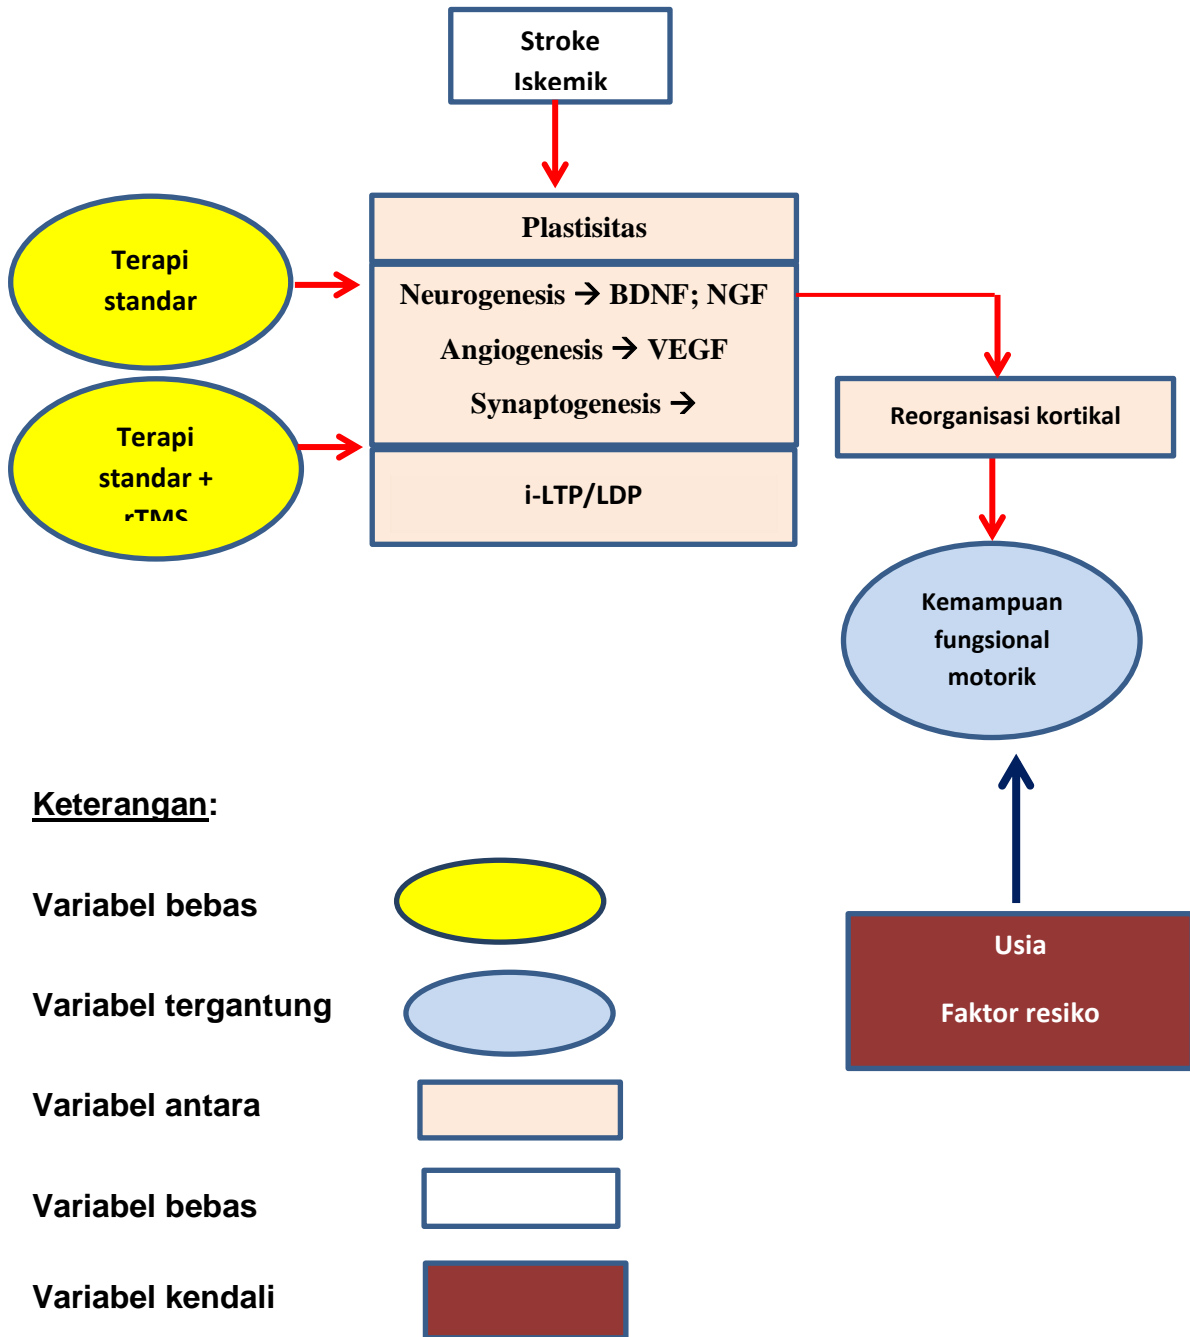 Stroke
Iskemik
Terapi
standar
Terapi
standar +
rTMS
Plastisitas
Neurogenesis → BDNF; NGF
Angiogenesis → VEGF
Synaptogenesis →
i-LTP/LDP
Reorganisasi kortikal
Kemampuan
fungsional
motorik
Usia
Faktor resiko
Keterangan:
Variabel bebas
Variabel tergantung
Variabel antara
Variabel bebas
Variabel kendali